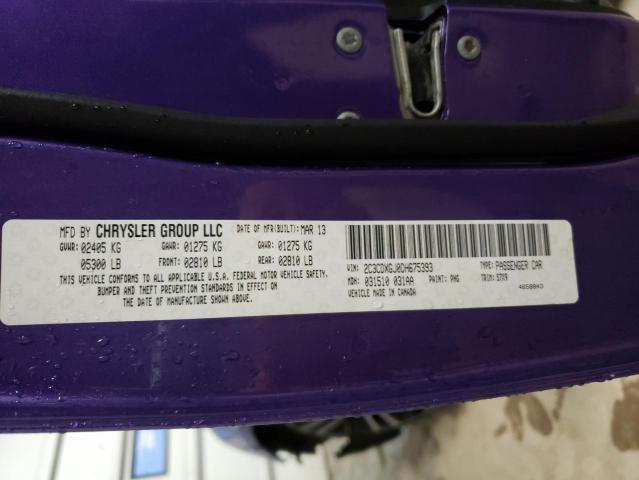 MFD BY CHRYSLER GROUP LLC DATE OF MFR(BUILT): MAR 13
GVWR: 02405 KG GAWR: 01275 KG GAWR: 01275 KG
05300 LB FRONT: 02810 LB REAR: 02810 LB
THIS VEHICLE CONFORMS TO ALL APPLICABLE U.S.A. FEDERAL MOTOR VEHICLE SAFETY,
BUMPER AND THEFT PREVENTION STANDARDS IN EFFECT ON
THE DATE OF MANUFACTURE SHOWN ABOVE.
VIN: 2C3CDXGJ0DH675393 TYPE: PASSENGER CAR
MDH: 031510 031AA PAINT: PHG TRIM: STX9
VEHICLE MADE IN CANADA 4658843